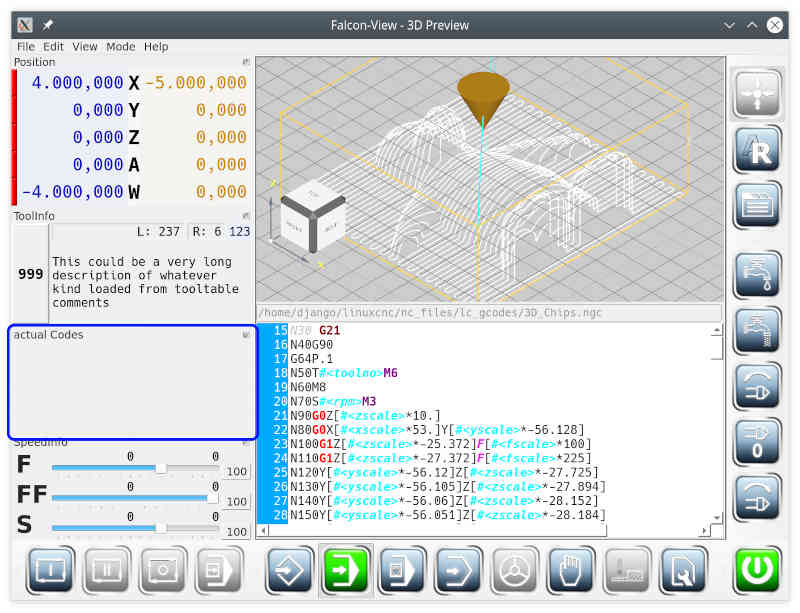 Falcon-View - 3D Preview
File Edit View Mode Help
Position
4.000,000 X -5.000,000
0,000 Y 0,000
0,000 Z 0,000
0,000 A 0,000
-4.000,000 W 0,000
ToolInfo
L: 237 R: 6 123
999
This could be a very long
description of whatever
kind loaded from tooltable
comments
actual Codes
SpeedInfo
F 0 0 100
FF 0 0 100
S 0 0 100
TOP
Y
X
/home/django/linuxcnc/nc_files/lc_gcodes/3D_Chips.ngc
15 N30 G21
16 N40G90
17 G64P.1
18 N50T#<toolno>M6
19 N60M8
20 N70S#<rpm>M3
21 N90G0Z[#<zscale>*10.]
22 N80G0X[#<xscale>*53.]Y[#<yscale>*-56.128]
23 N100G1Z[#<zscale>*-25.372]F[#<fscale>*100]
24 N110G1Z[#<zscale>*-27.372]F[#<fscale>*225]
25 N120Y[#<yscale>*-56.12]Z[#<zscale>*-27.725]
26 N130Y[#<yscale>*-56.105]Z[#<zscale>*-27.894]
27 N140Y[#<yscale>*-56.06]Z[#<zscale>*-28.152]
28 N150Y[#<yscale>*-56.051]Z[#<zscale>*-28.184]
A R
0